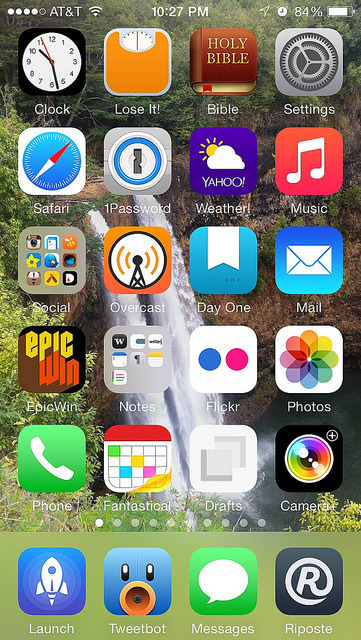 AT&T 10:27 PM 84%
12 1 2 3 4 5 6 7 8 9 10 11
HOLY
BIBLE
Clock Lose It! Bible Settings
YAHOO!
Safari 1Password Weather! Music
DAY ONE
Social Overcast Day One Mail
EPIC
WIN
W
EpicWin Notes Flickr Photos
Phone Fantastical Drafts Camera+
R
Launch Tweetbot Messages Riposte